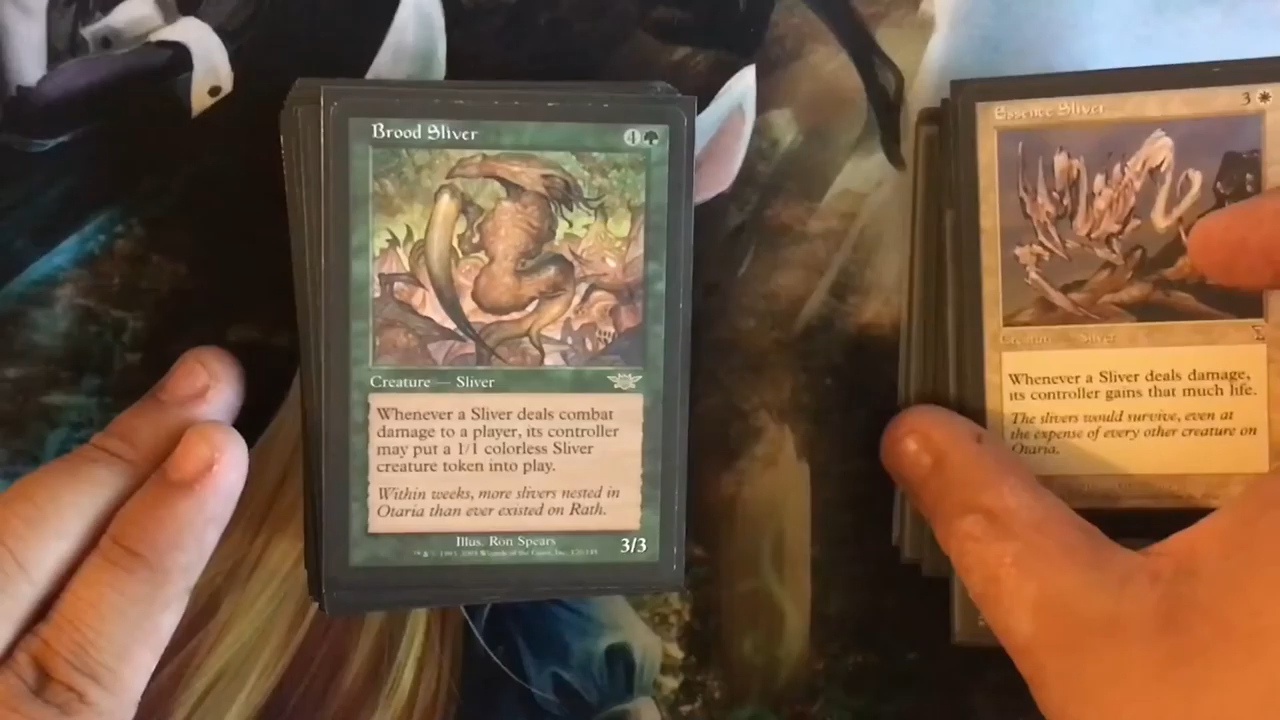 Brood Sliver
4
Creature — Sliver
Whenever a Sliver deals combat
damage to a player, its controller
may put a 1/1 colorless Sliver
creature token into play.
Within weeks, more slivers nested in
Otaria than ever existed on Rath.
Illus. Ron Spears
3/3
Essence Sliver
3
Creature — Sliver
Whenever a Sliver deals damage,
its controller gains that much life.
The slivers would survive, even at
the expense of every other creature on
Otaria.